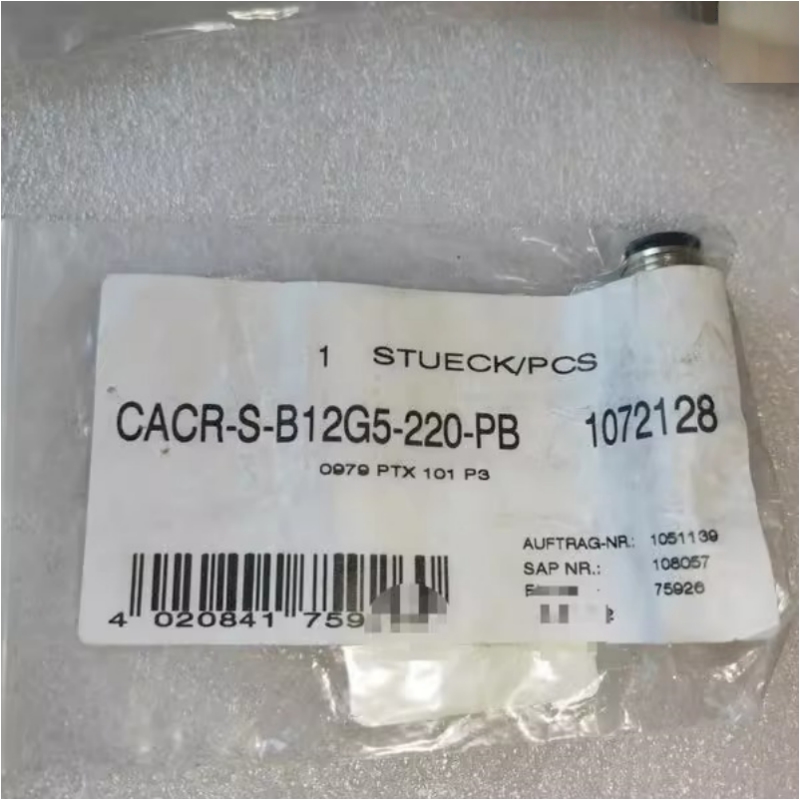 1 STUECK/PCS
CACR-S-B12G5-220-PB 1072128
0979 PTX 101 P3
AUFTRAG-NR.: 1051139
SAP NR.: 108057
75926
4 020841 759